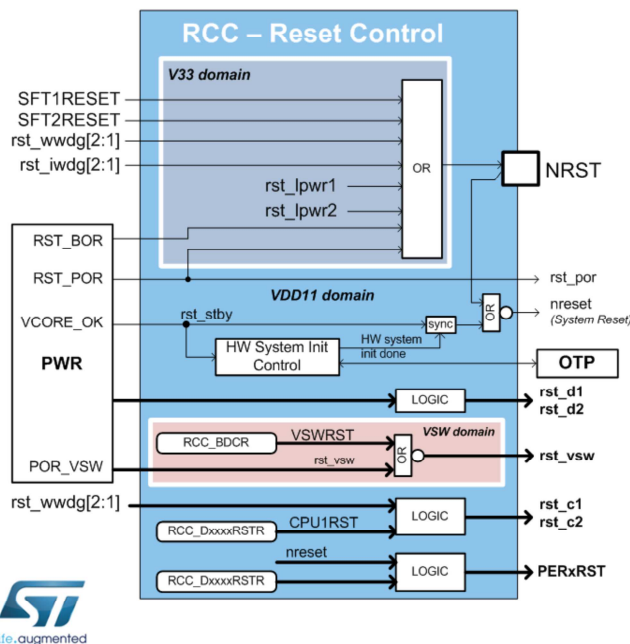 RCC – Reset Control
V33 domain
SFT1RESET
SFT2RESET
rst_wwdg[2:1]
rst_iwdg[2:1]
OR
NRST
rst_lpwr1
rst_lpwr2
RST_BOR
RST_POR
rst_por
VDD11 domain
nreset
(System Reset)
VCORE_OK
rst_stby
sync
OR
PWR
HW System Init
Control
HW system
init done
OTP
LOGIC
rst_d1
rst_d2
VSW domain
RCC_BDCR
VSWRST
OR
rst_vsw
POR_VSW
rst_vsw
rst_wwdg[2:1]
LOGIC
rst_c1
rst_c2
RCC_DxxxxRSTR
CPU1RST
nreset
RCC_DxxxxRSTR
LOGIC
PERxRST
ST
life.augmented